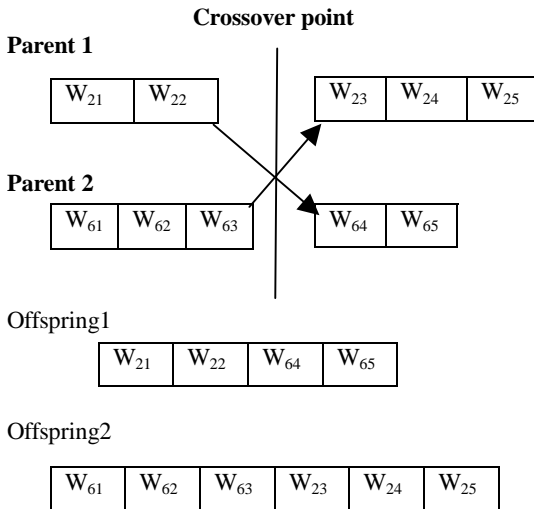 Crossover point
Parent 1
W₂₁ W₂₂ W₂₃ W₂₄ W₂₅
Parent 2
W₆₁ W₆₂ W₆₃ W₆₄ W₆₅
Offspring1
W₂₁ W₂₂ W₆₄ W₆₅
Offspring2
W₆₁ W₆₂ W₆₃ W₂₃ W₂₄ W₂₅